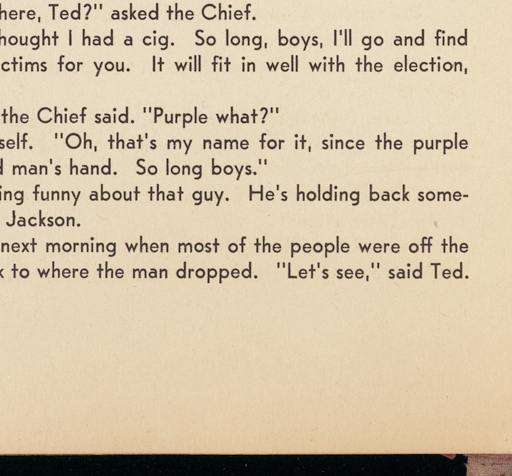 here, Ted?" asked the Chief.
hought I had a cig. So long, boys, I'll go and find
ctims for you. It will fit in well with the election,
the Chief said. "Purple what?"
self. "Oh, that's my name for it, since the purple
d man's hand. So long boys."
ing funny about that guy. He's holding back some-
Jackson.
next morning when most of the people were off the
k to where the man dropped. "Let's see," said Ted.